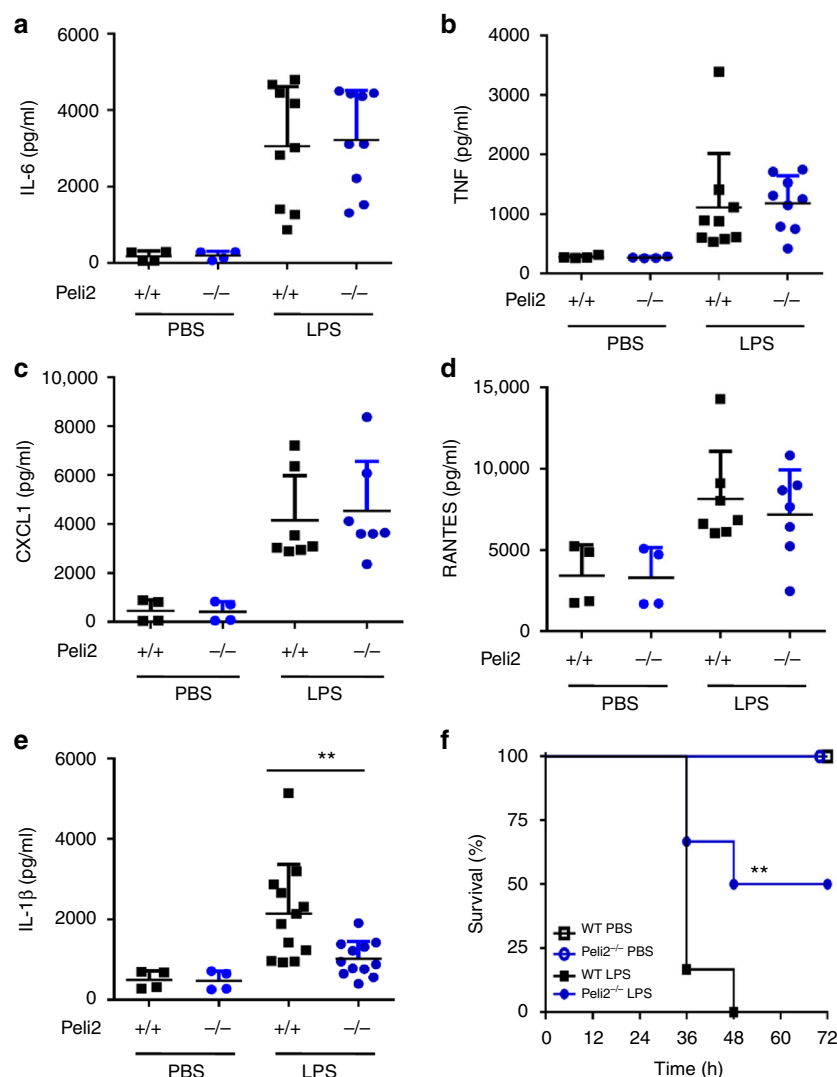 a
6000
4000
2000
0
IL-6 (pg/ml)
Peli2 +/+ −/− +/+ −/−
PBS LPS
b
4000
3000
2000
1000
0
TNF (pg/ml)
Peli2 +/+ −/− +/+ −/−
PBS LPS
c
10,000
8000
6000
4000
2000
0
CXCL1 (pg/ml)
Peli2 +/+ −/− +/+ −/−
PBS LPS
d
15,000
10,000
5000
0
RANTES (pg/ml)
Peli2 +/+ −/− +/+ −/−
PBS LPS
e
6000
4000
2000
0
IL-1β (pg/ml)
**
Peli2 +/+ −/− +/+ −/−
PBS LPS
f
100
75
50
25
0
Survival (%)
**
WT PBS
Peli2−/− PBS
WT LPS
Peli2−/− LPS
0 12 24 36 48 60 72
Time (h)